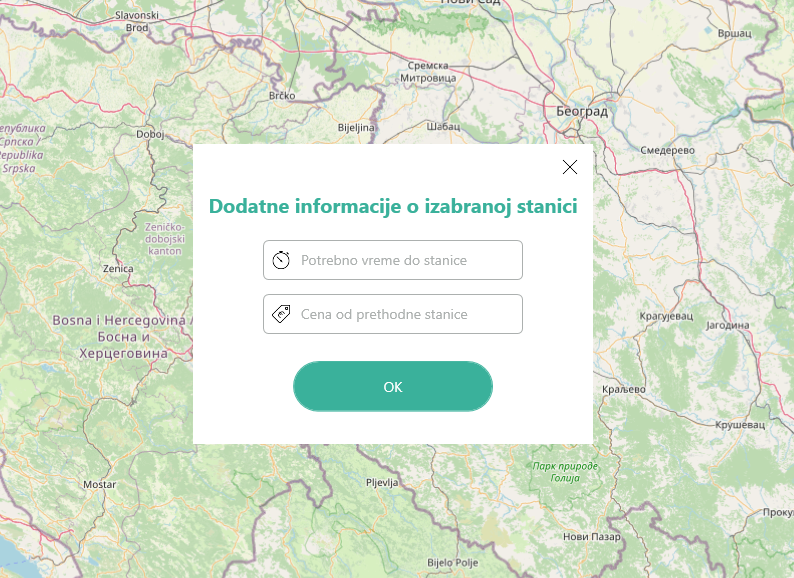 Нови Сад
Slavonski
Brod
Вршац
Сремска
Митровица
Brčko
Београд
Bijeljina
Шабац
Doboj
Република
Српска /
Republika
Srpska
Смедерево
Dodatne informacije o izabranoj stanici
Zeničko-
dobojski
kanton
Potrebno vreme do stanice
Zenica
Cena od prethodne stanice
Bosna i Hercegovina /
Босна и
Херцеговина
Крагујевац
Јагодина
OK
Краљево
Крушевац
Парк природе
Голија
Mostar
Pljevlja
Нови Пазар
Bijelo Polje